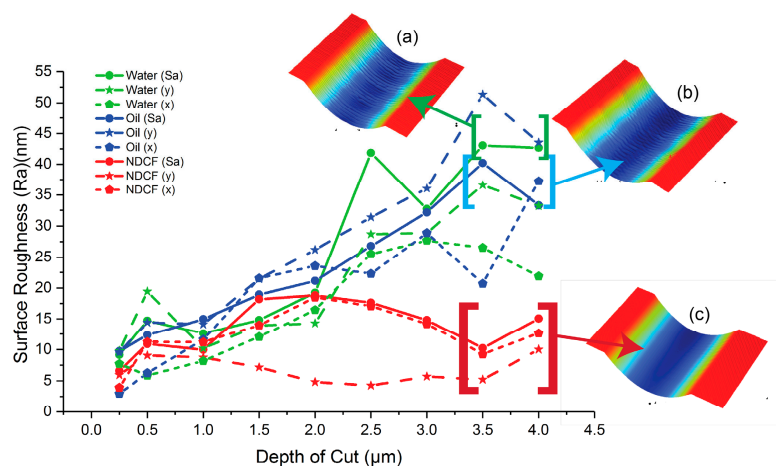 (a)
(b)
55
50
45
40
35
30
25
20
15
10
5
0
Surface Roughness (Ra)(nm)
Water (Sa)
Water (y)
Water (x)
Oil (Sa)
Oil (y)
Oil (x)
NDCF (Sa)
NDCF (y)
NDCF (x)
(c)
0.0 0.5 1.0 1.5 2.0 2.5 3.0 3.5 4.0 4.5
Depth of Cut (μm)